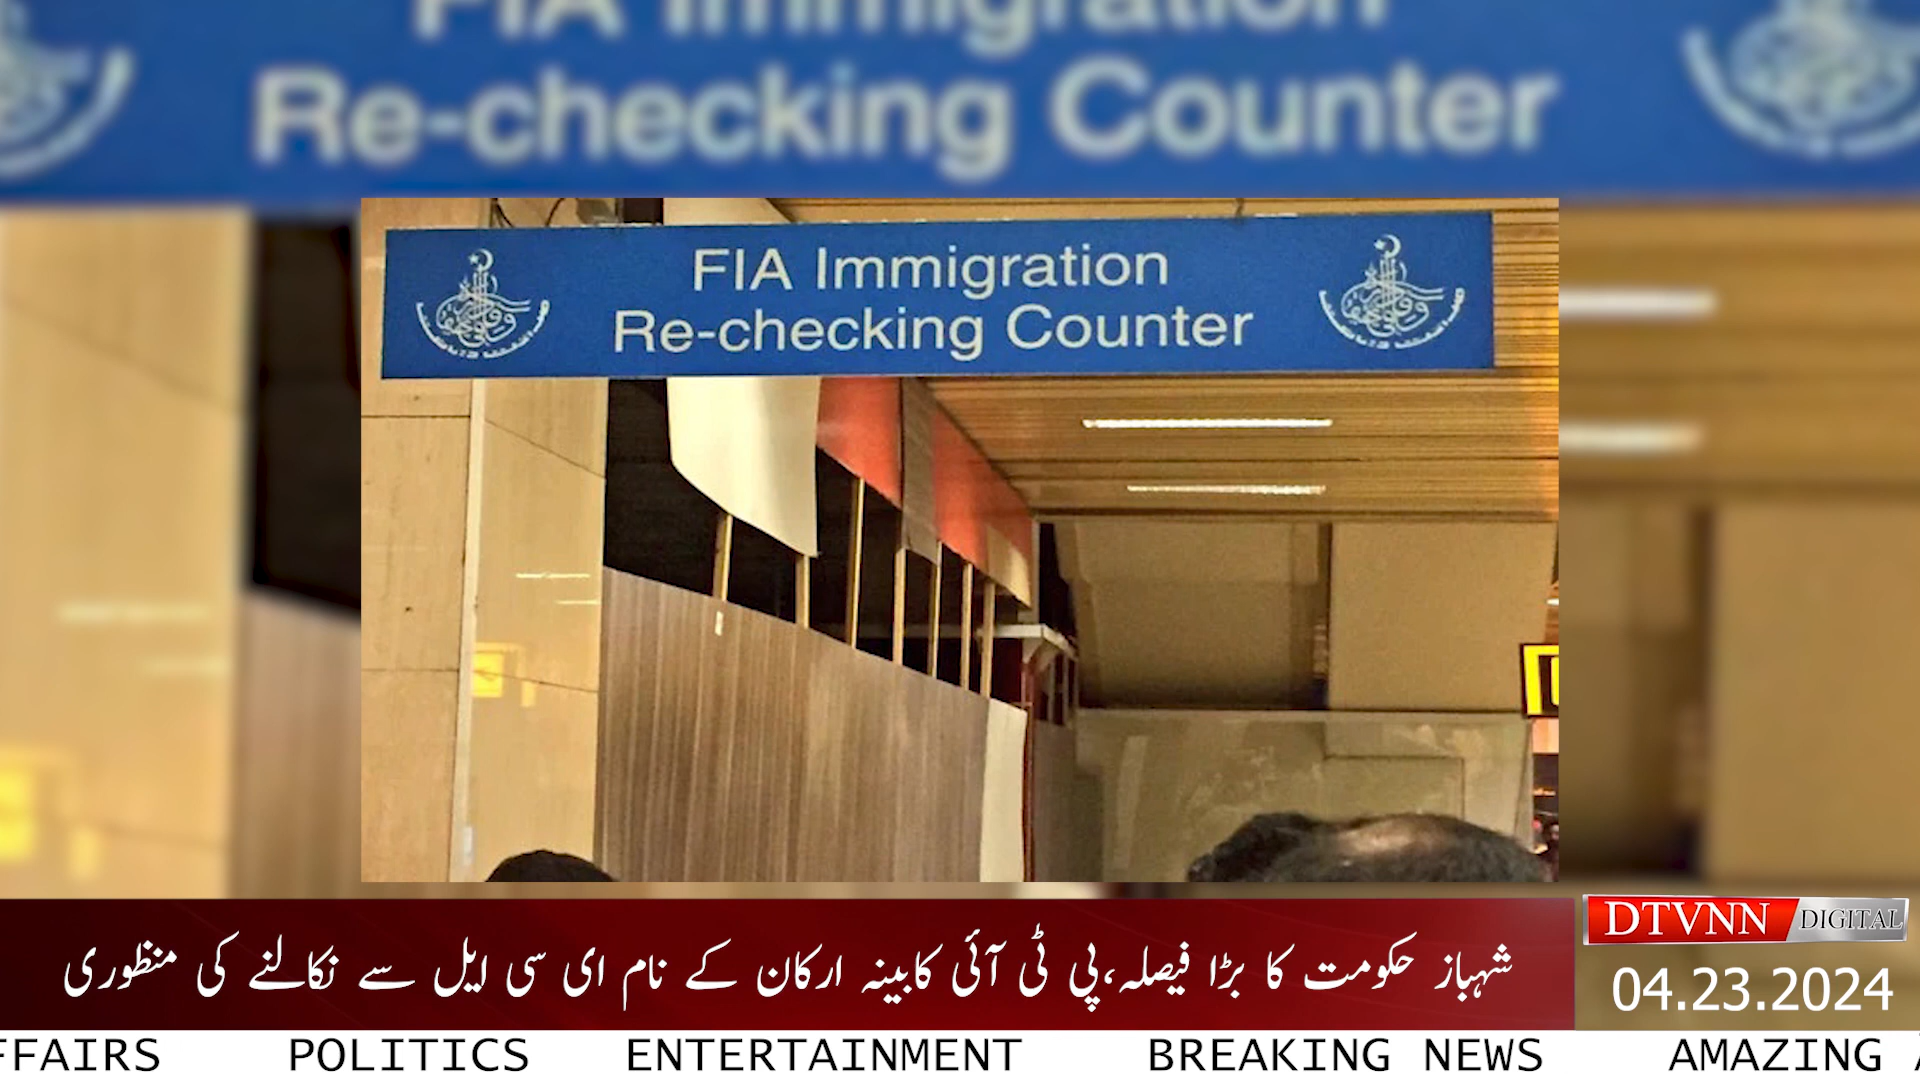 FIA Immigration
Re-checking Counter
FIA Immigration
Re-checking Counter
شہباز حکومت کا بڑا فیصلہ،پی ٹی آئی کابینہ ارکان کے نام ای سی ایل سے نکالنے کی منظوری
DTVNN DIGITAL
04.23.2024
FFAIRS POLITICS ENTERTAINMENT BREAKING NEWS AMAZING